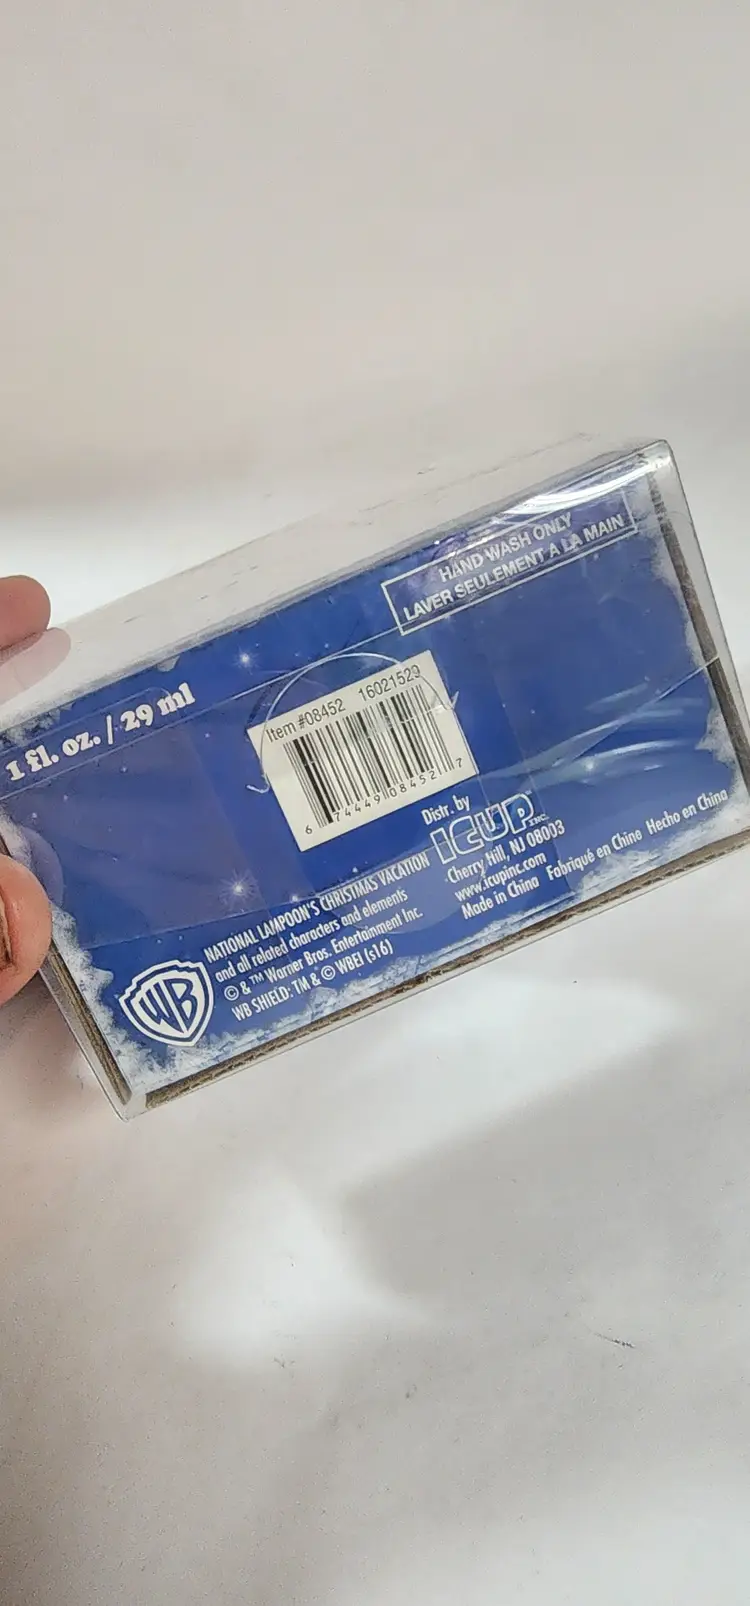 HAND WASH ONLY
LAVER SEULEMENT A LA MAIN
1 fl. oz. / 29 ml
Item #08452 16021529
6 74449 08452 7
Distr. by
ICUP INC.
Cherry Hill, NJ 08003
www.icupinc.com
Made in China Fabriqué en Chine Hecho en China
NATIONAL LAMPOON'S CHRISTMAS VACATION
and all related characters and elements
© & ™ Warner Bros. Entertainment Inc.
WB SHIELD: TM & © WBEI (s16)
WB